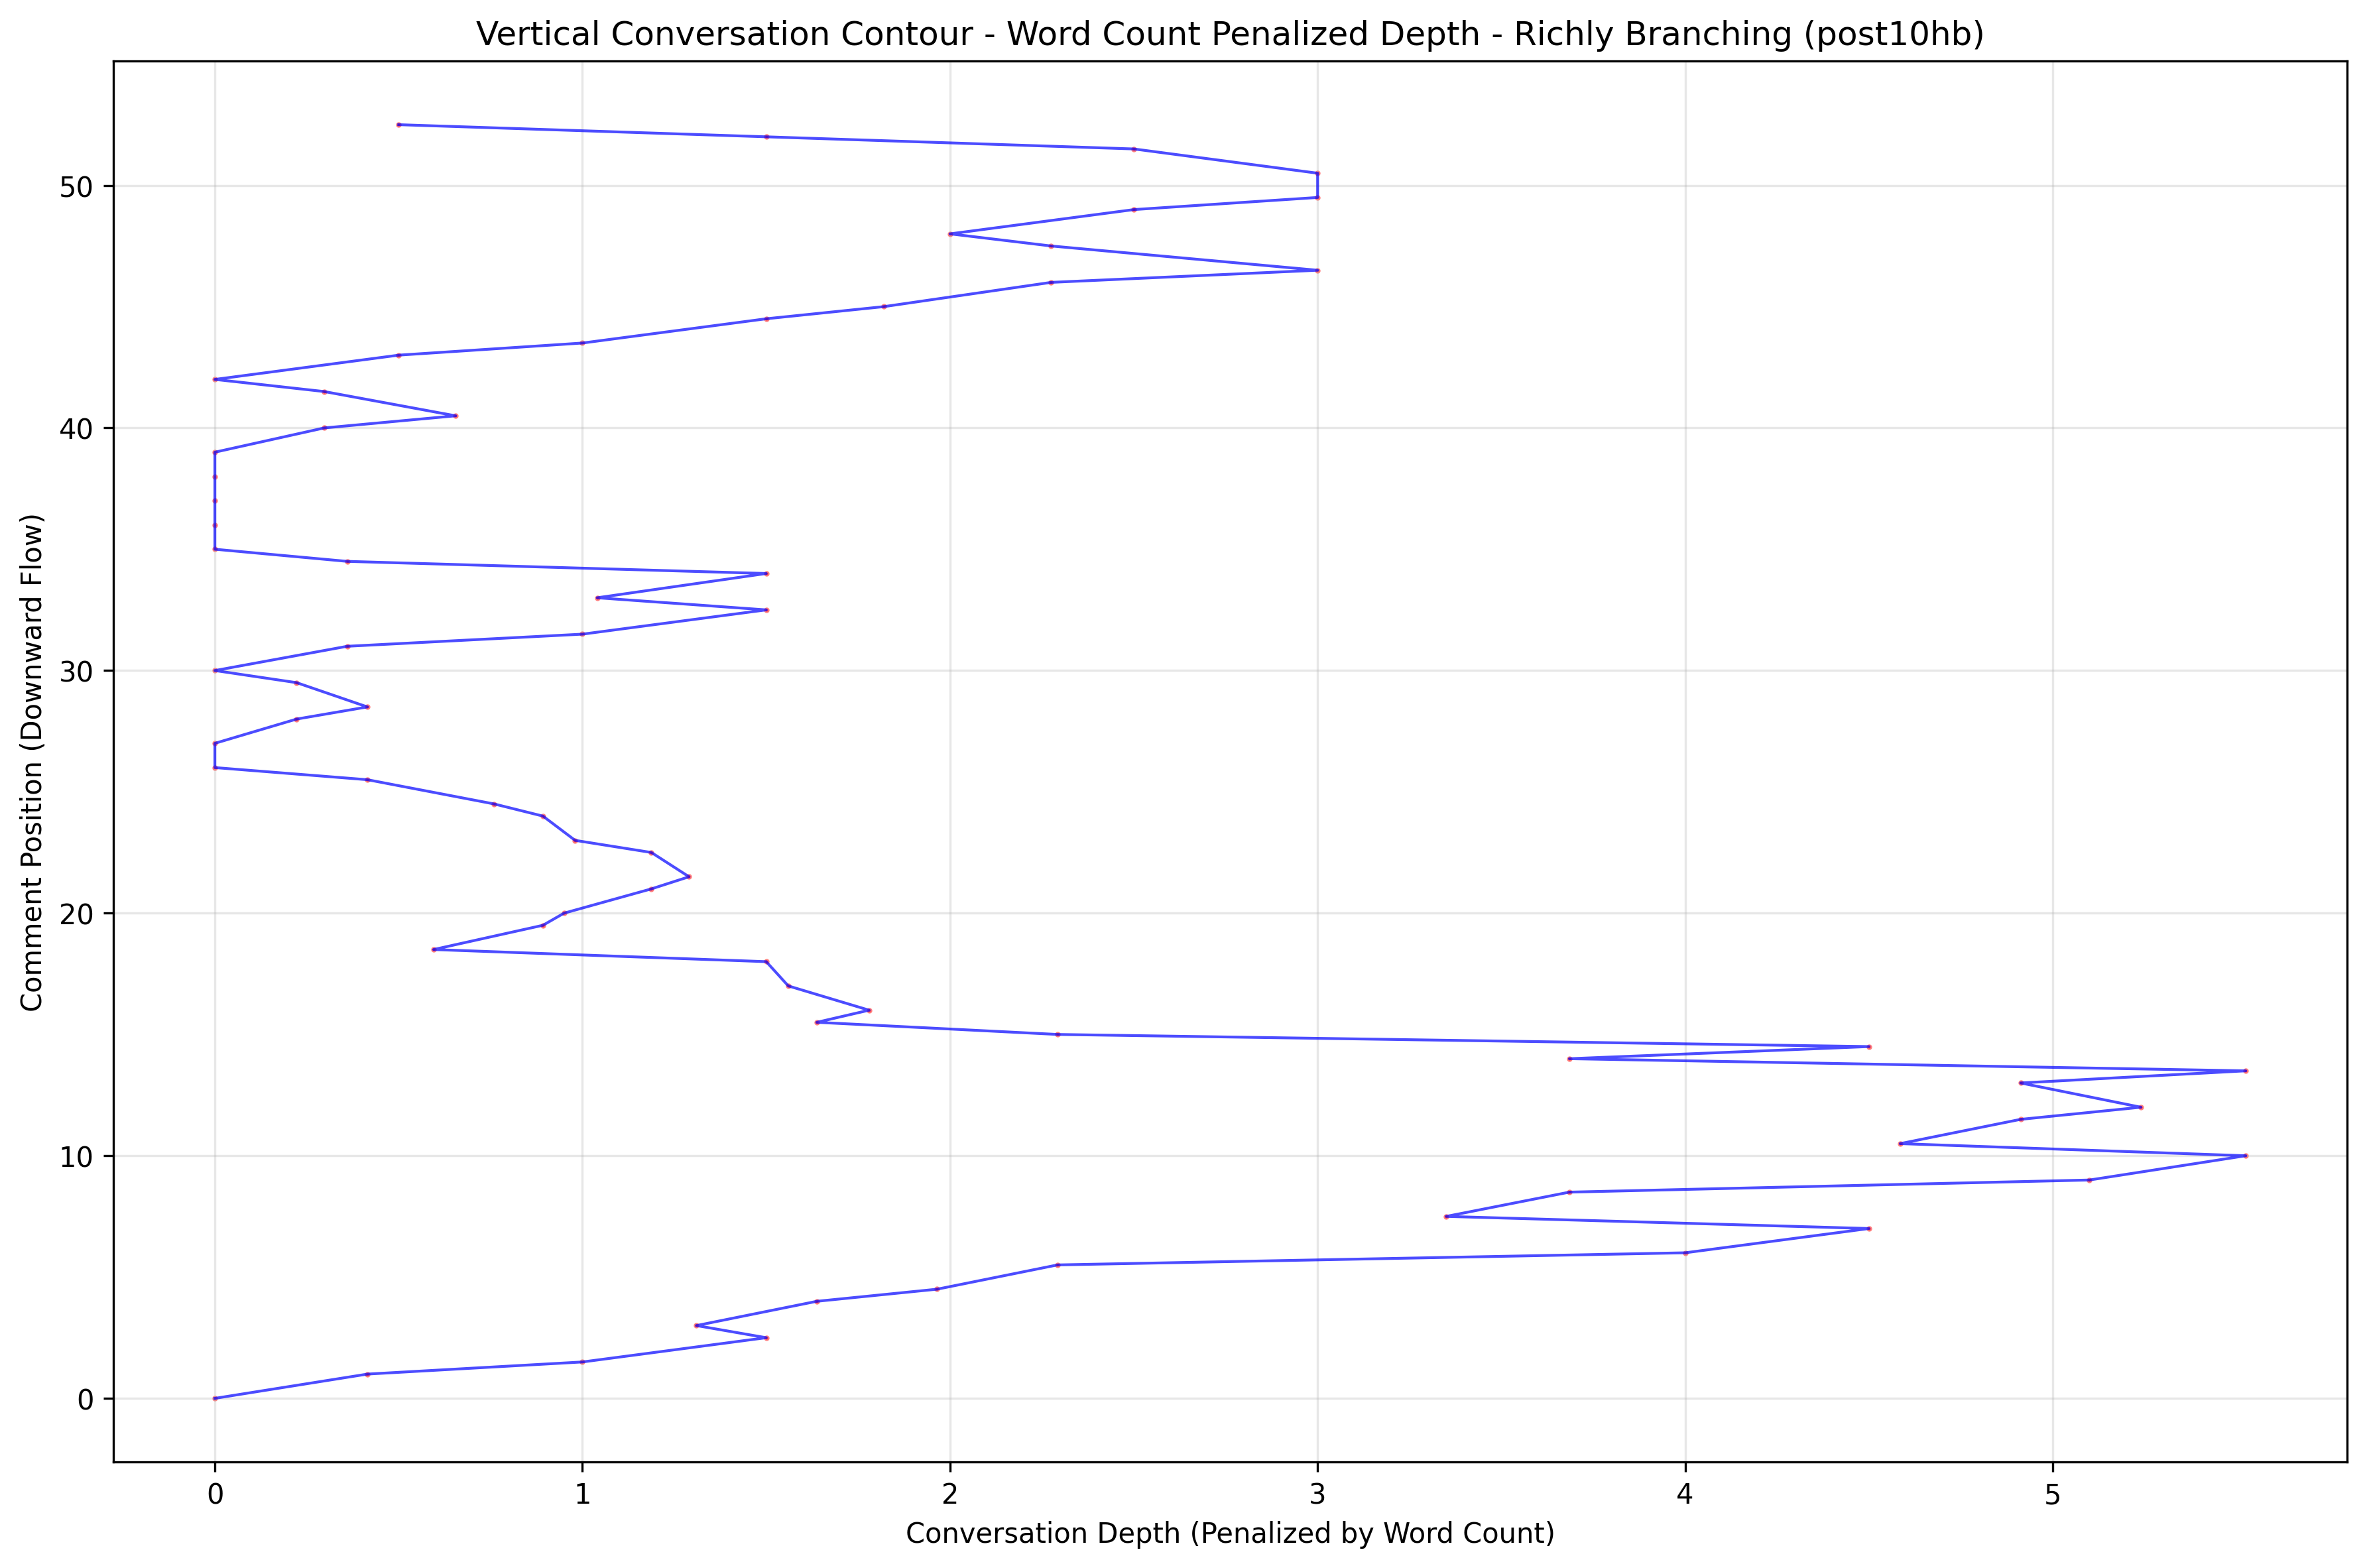 Vertical Conversation Contour - Word Count Penalized Depth - Richly Branching (post10hb)
Comment Position (Downward Flow)
50
40
30
20
10
0
0 1 2 3 4 5
Conversation Depth (Penalized by Word Count)